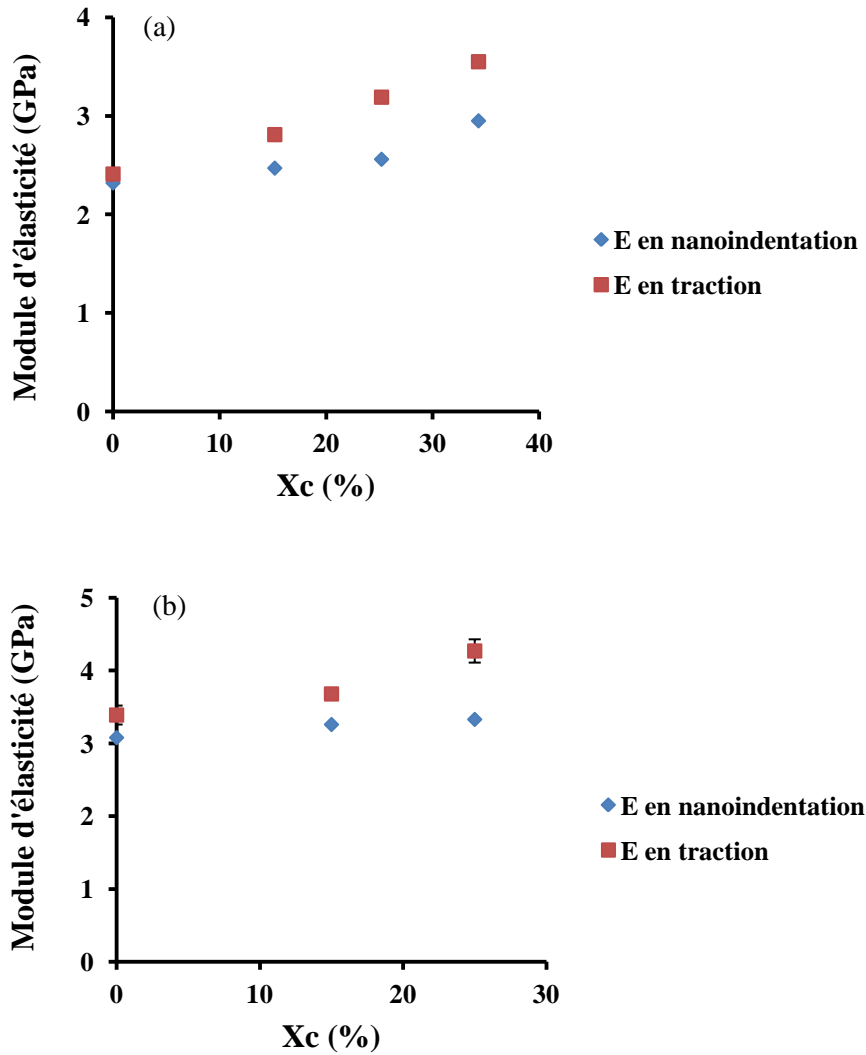 (a)
Module d'élasticité (GPa)
4
3
2
1
0
0 10 20 30 40
Xc (%)
E en nanoindentation
E en traction
(b)
Module d'élasticité (GPa)
5
4
3
2
1
0
0 10 20 30
Xc (%)
E en nanoindentation
E en traction